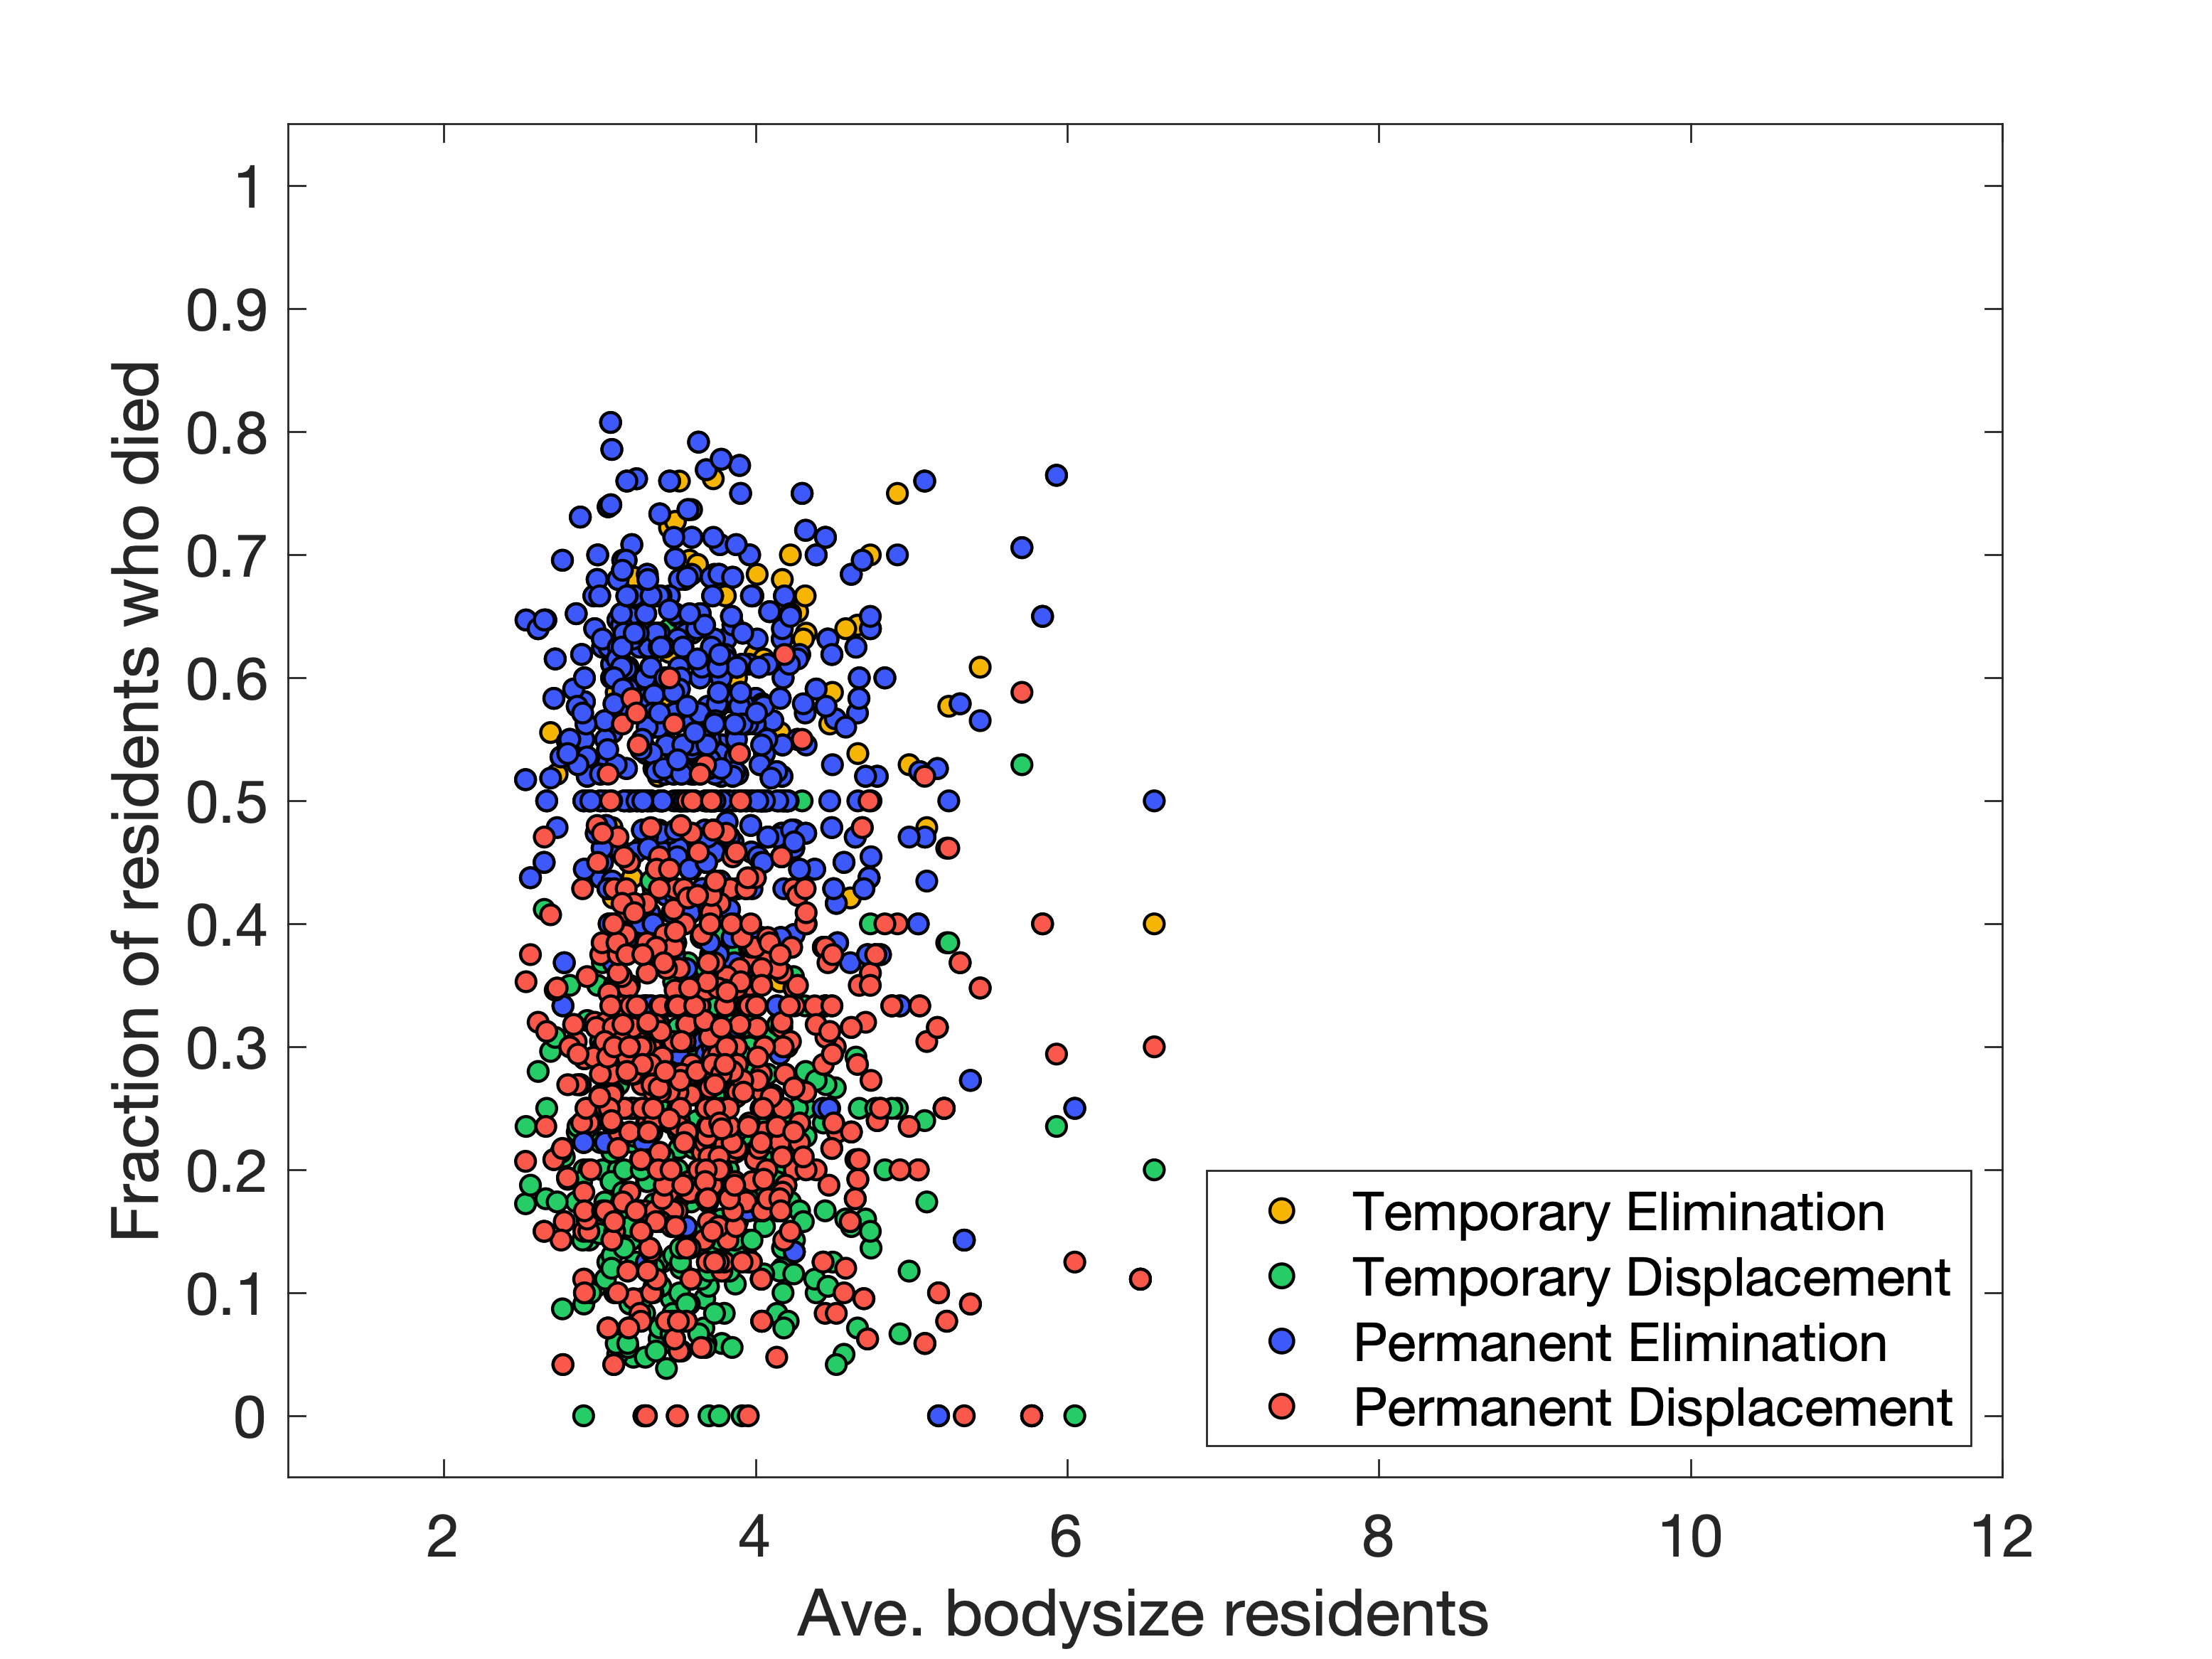 1
0.9
0.8
0.7
0.6
0.5
0.4
0.3
0.2
0.1
0
Fraction of residents who died
2 4 6 8 10 12
Ave. bodysize residents
Temporary Elimination
Temporary Displacement
Permanent Elimination
Permanent Displacement